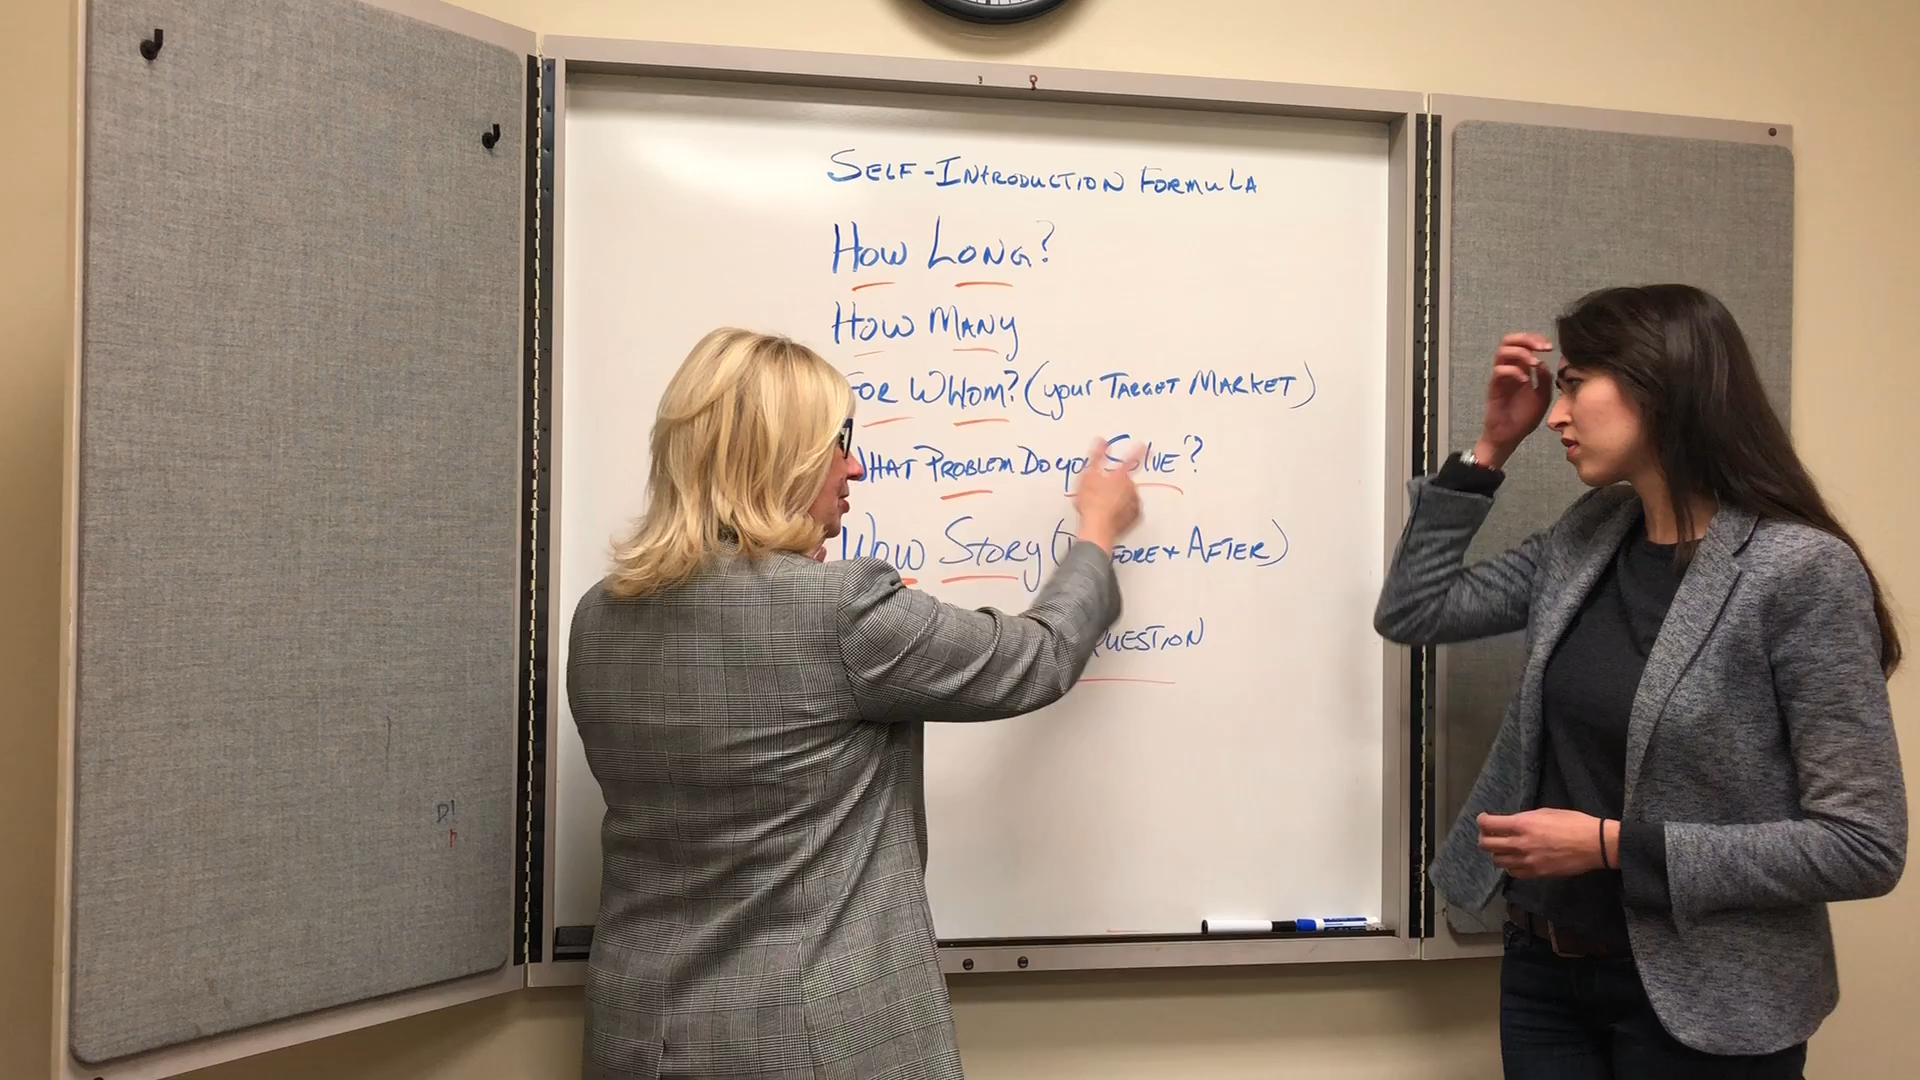 SELF-INTRODUCTION FORMULA
HOW LONG?
HOW MANY
FOR WHOM? (your TARGET MARKET)
WHAT PROBLEM DO you SOLVE?
WOW STORY (BEFORE + AFTER)
QUESTION